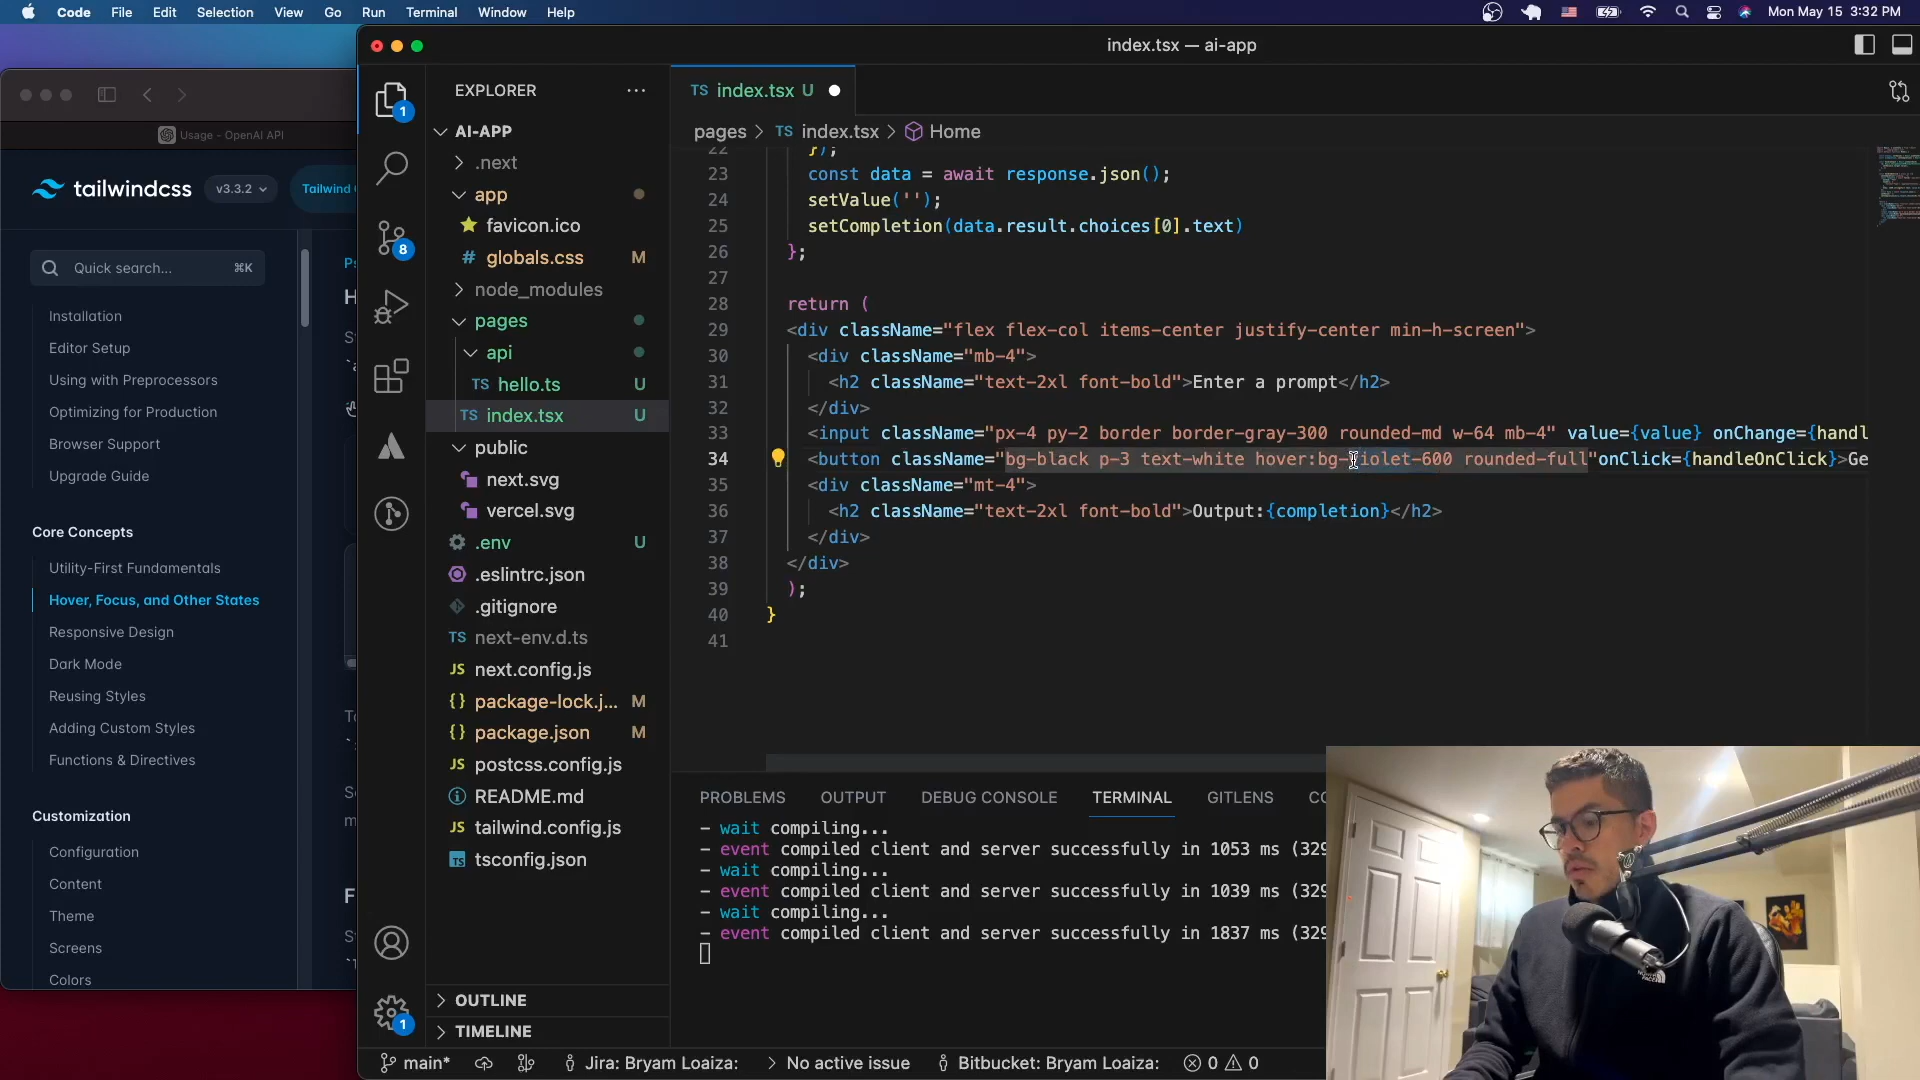 Code File Edit Selection View Go Run Terminal Window Help Mon May 15 3:32 PM
index.tsx — ai-app
Usage - OpenAI API
tailwindcss v3.3.2 Tailwind
Quick search... ⌘K
Installation
Editor Setup
Using with Preprocessors
Optimizing for Production
Browser Support
Upgrade Guide
Core Concepts
Utility-First Fundamentals
Hover, Focus, and Other States
Responsive Design
Dark Mode
Reusing Styles
Adding Custom Styles
Functions & Directives
Customization
Configuration
Content
Theme
Screens
Colors
1
8
1
EXPLORER ...
AI-APP
.next
app
favicon.ico
# globals.css M
node_modules
pages
api
TS hello.ts U
TS index.tsx U
public
next.svg
vercel.svg
.env U
.eslintrc.json
.gitignore
TS next-env.d.ts
JS next.config.js
{} package-lock.j... M
{} package.json M
JS postcss.config.js
README.md
JS tailwind.config.js
tsconfig.json
OUTLINE
TIMELINE
TS index.tsx U
pages > TS index.tsx > Home
22 });
23 const data = await response.json();
24 setValue('');
25 setCompletion(data.result.choices[0].text)
26 };
27
28 return (
29 <div className="flex flex-col items-center justify-center min-h-screen">
30 <div className="mb-4">
31 <h2 className="text-2xl font-bold">Enter a prompt</h2>
32 </div>
33 <input className="px-4 py-2 border border-gray-300 rounded-md w-64 mb-4" value={value} onChange={handl
34 <button className="bg-black p-3 text-white hover:bg-violet-600 rounded-full"onClick={handleOnClick}>Ge
35 <div className="mt-4">
36 <h2 className="text-2xl font-bold">Output:{completion}</h2>
37 </div>
38 </div>
39 );
40 }
41
PROBLEMS OUTPUT DEBUG CONSOLE TERMINAL GITLENS CO
- wait compiling...
- event compiled client and server successfully in 1053 ms (329
- wait compiling...
- event compiled client and server successfully in 1039 ms (329
- wait compiling...
- event compiled client and server successfully in 1837 ms (329
main* Jira: Bryam Loaiza: > No active issue Bitbucket: Bryam Loaiza: 0 0